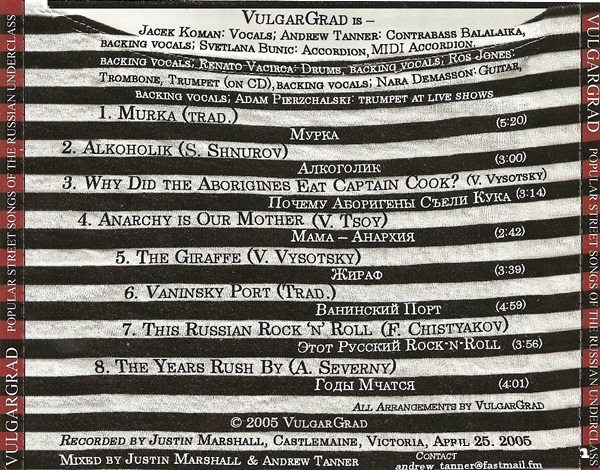 VulgarGrad is –
Jacek Koman: Vocals; Andrew Tanner: Contrabass Balalaika,
backing vocals; Svetlana Bunic: Accordion, MIDI Accordion,
backing vocals; Renato Vacirca: Drums, backing vocals; Ros Jones:
Trombone, Trumpet (on CD), backing vocals; Nara Demasson: Guitar,
backing vocals; Adam Pierzchalski: trumpet at live shows
1. Murka (trad.)
Мурка (5:20)
2. Alkoholik (S. Shnurov)
Алкоголик (3:00)
3. Why Did the Aborigines Eat Captain Cook? (V. Vysotsky)
Почему Аборигены Съели Кука (3:14)
4. Anarchy is Our Mother (V. Tsoy)
Мама – Анархия (2:42)
5. The Giraffe (V. Vysotsky)
Жираф (3:39)
6. Vaninsky Port (Trad.)
Ванинский Порт (4:59)
7. This Russian Rock 'n' Roll (F. Chistyakov)
Этот Русский Rock-n-Roll (3:56)
8. The Years Rush By (A. Severny)
Годы Мчатся (4:01)
All Arrangements by VulgarGrad
© 2005 VulgarGrad
Recorded by Justin Marshall, Castlemaine, Victoria, April 25. 2005
Mixed by Justin Marshall & Andrew Tanner
Contact
andrew_tanner@fastmail.fm
VULGARGRAD POPULAR STREET SONGS OF THE RUSSIAN UNDERCLASS
VULGARGRAD POPULAR STREET SONGS OF THE RUSSIAN UNDERCLASS
1